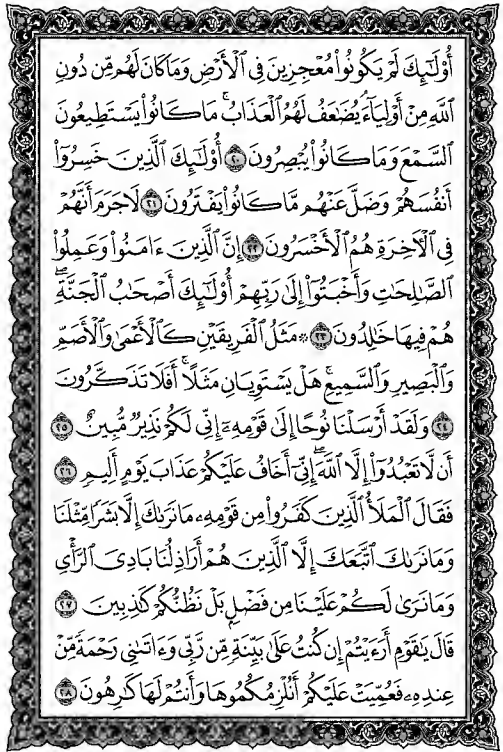 أُوْلَـٰٓئِكَ لَمۡ يَكُونُواْ مُعۡجِزِينَ فِي ٱلۡأَرۡضِ وَمَا كَانَ لَهُم مِّن دُونِ
ٱللَّهِ مِنۡ أَوۡلِيَآءَۘ يُضَٰعَفُ لَهُمُ ٱلۡعَذَابُۚ مَا كَانُواْ يَسۡتَطِيعُونَ
ٱلسَّمۡعَ وَمَا كَانُواْ يُبۡصِرُونَ ٢٠ أُوْلَـٰٓئِكَ ٱلَّذِينَ خَسِرُوٓاْ
أَنفُسَهُمۡ وَضَلَّ عَنۡهُم مَّا كَانُواْ يَفۡتَرُونَ ٢١ لَا جَرَمَ أَنَّهُمۡ
فِي ٱلۡأٓخِرَةِ هُمُ ٱلۡأَخۡسَرُونَ ٢٢ إِنَّ ٱلَّذِينَ ءَامَنُواْ وَعَمِلُواْ
ٱلصَّٰلِحَٰتِ وَأَخۡبَتُوٓاْ إِلَىٰ رَبِّهِمۡ أُوْلَـٰٓئِكَ أَصۡحَٰبُ ٱلۡجَنَّةِۖ
هُمۡ فِيهَا خَٰلِدُونَ ٢٣ ۞ مَثَلُ ٱلۡفَرِيقَيۡنِ كَٱلۡأَعۡمَىٰ وَٱلۡأَصَمِّ
وَٱلۡبَصِيرِ وَٱلسَّمِيعِۚ هَلۡ يَسۡتَوِيَانِ مَثَلًاۚ أَفَلَا تَذَكَّرُونَ
٢٤ وَلَقَدۡ أَرۡسَلۡنَا نُوحًا إِلَىٰ قَوۡمِهِۦٓ إِنِّي لَكُمۡ نَذِيرٞ مُّبِينٌ ٢٥
أَن لَّا تَعۡبُدُوٓاْ إِلَّا ٱللَّهَۖ إِنِّيٓ أَخَافُ عَلَيۡكُمۡ عَذَابَ يَوۡمٍ أَلِيمٖ ٢٦
فَقَالَ ٱلۡمَلَأُ ٱلَّذِينَ كَفَرُواْ مِن قَوۡمِهِۦ مَا نَرَىٰكَ إِلَّا بَشَرٗا مِّثۡلَنَا
وَمَا نَرَىٰكَ ٱتَّبَعَكَ إِلَّا ٱلَّذِينَ هُمۡ أَرَاذِلُنَا بَادِيَ ٱلرَّأۡيِ
وَمَا نَرَىٰ لَكُمۡ عَلَيۡنَا مِن فَضۡلِۭ بَلۡ نَظُنُّكُمۡ كَٰذِبِينَ ٢٧
قَالَ يَٰقَوۡمِ أَرَءَيۡتُمۡ إِن كُنتُ عَلَىٰ بَيِّنَةٖ مِّن رَّبِّي وَءَاتَىٰنِي رَحۡمَةٗ مِّنۡ
عِندِهِۦ فَعُمِّيَتۡ عَلَيۡكُمۡ أَنُلۡزِمُكُمُوهَا وَأَنتُمۡ لَهَا كَٰرِهُونَ ٢٨